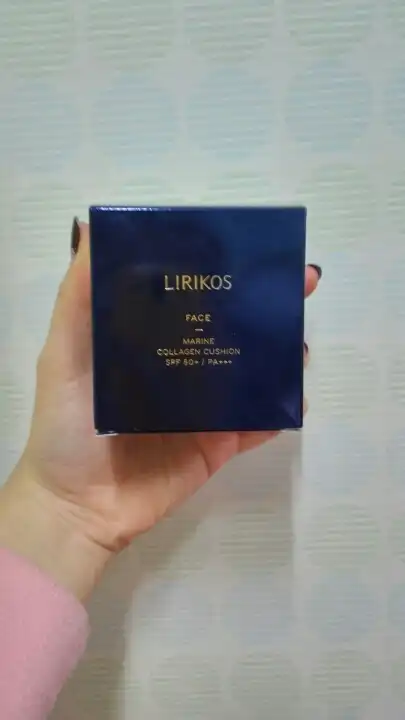 LIRIKOS
FACE
MARINE
COLLAGEN CUSHION
SPF 50+ / PA+++